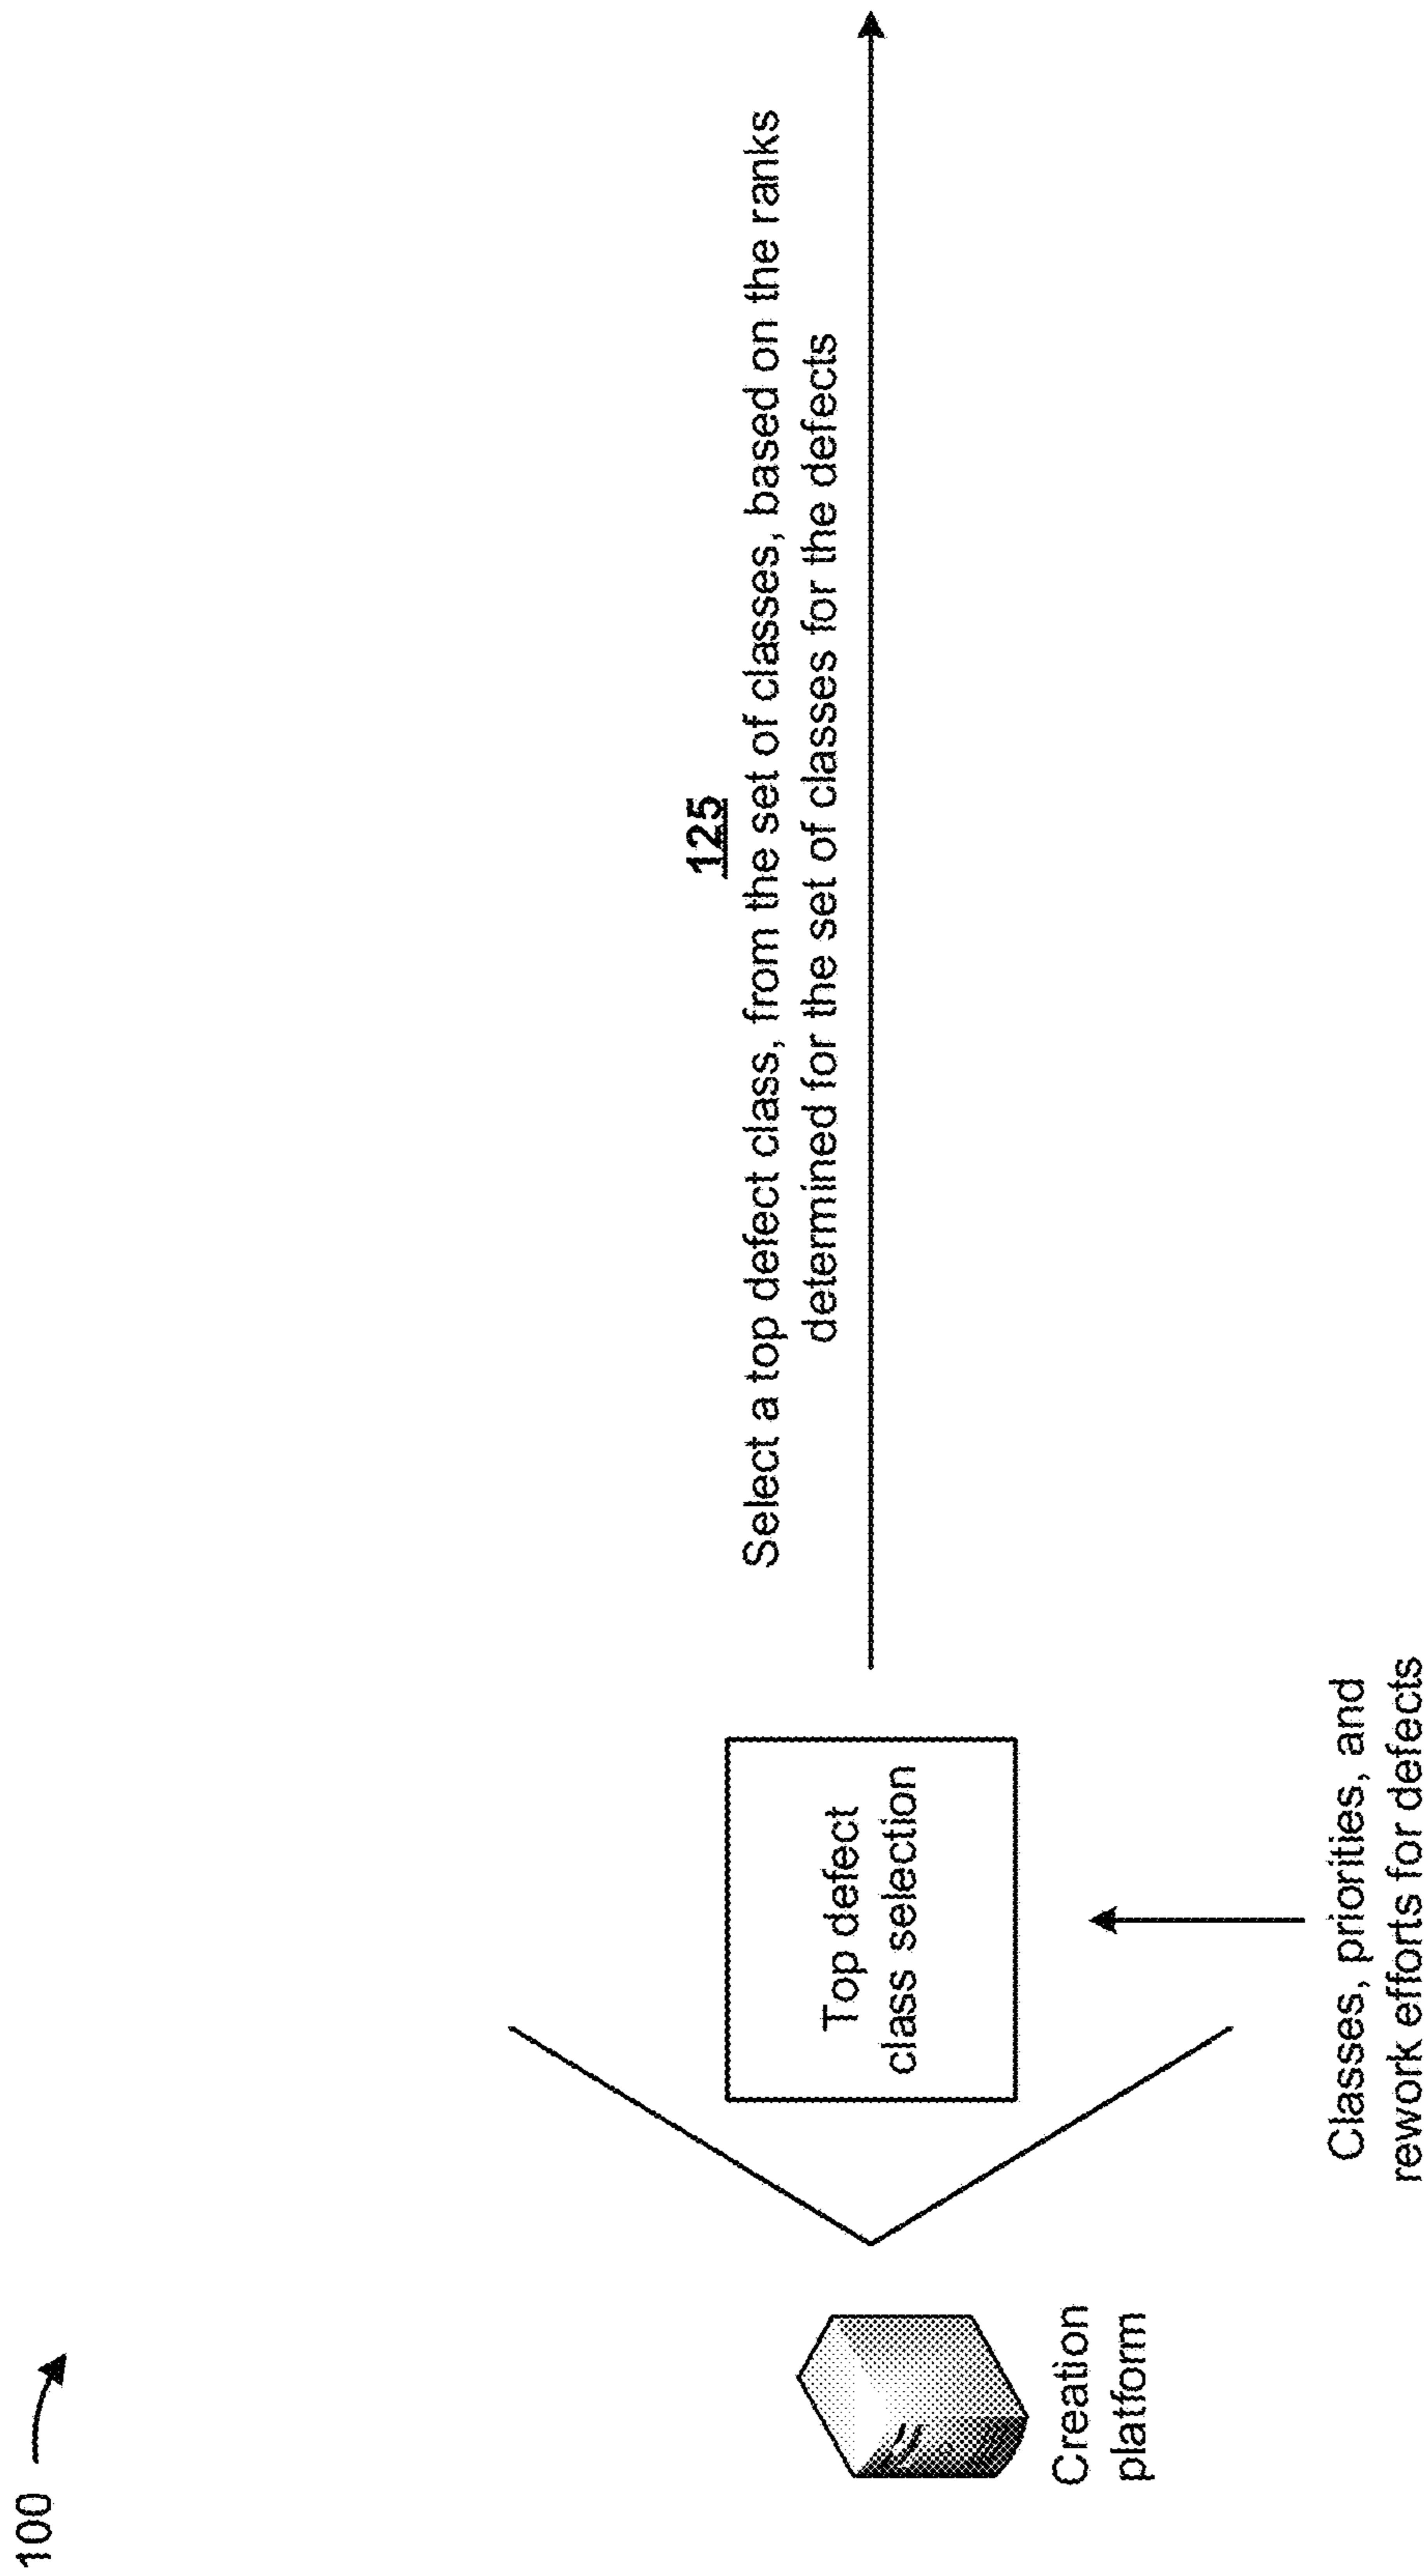 100
125
Select a top defect class, from the set of classes, based on the ranks
determined for the set of classes for the defects
Top defect
class selection
Creation
platform
Classes, priorities, and
rework efforts for defects